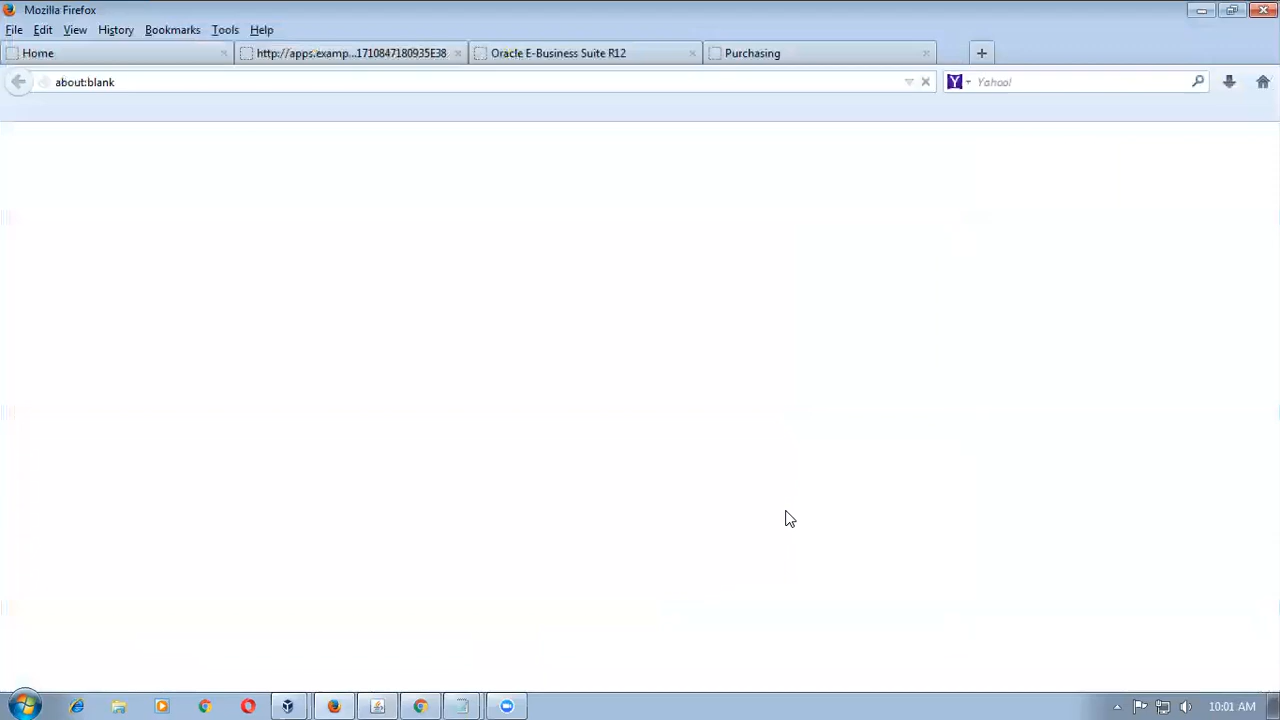 Mozilla Firefox
File Edit View History Bookmarks Tools Help
Home http://apps.examp...1710847180935E38 Oracle E-Business Suite R12 Purchasing
about:blank Yahoo!
10:01 AM